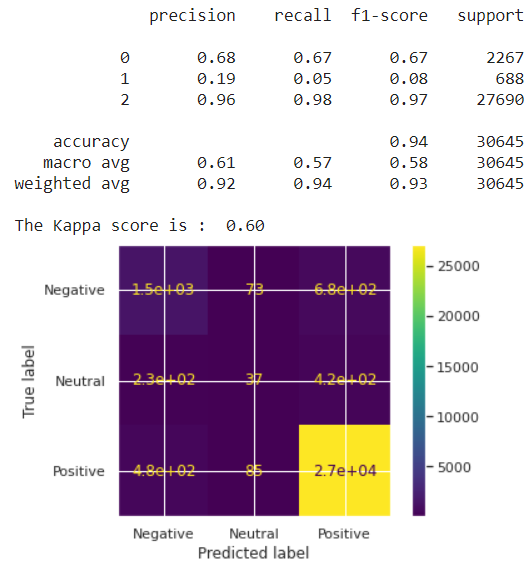 precision recall f1-score support
0 0.68 0.67 0.67 2267
1 0.19 0.05 0.08 688
2 0.96 0.98 0.97 27690
accuracy 0.94 30645
macro avg 0.61 0.57 0.58 30645
weighted avg 0.92 0.94 0.93 30645
The Kappa score is : 0.60
Negative 1.5e+03 73 6.8e+02
Neutral 2.3e+02 37 4.2e+02
Positive 4.8e+02 85 2.7e+04
Negative Neutral Positive
Predicted label
True label
25000
20000
15000
10000
5000